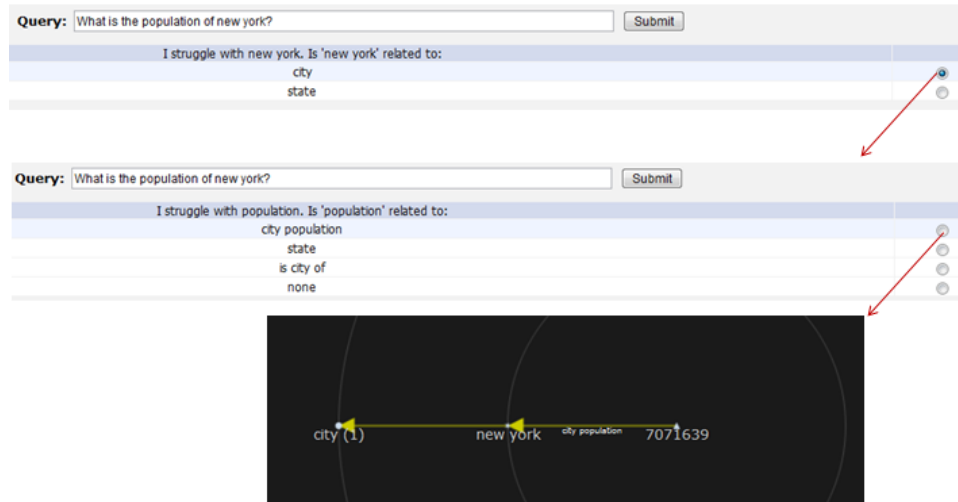 Query: What is the population of new york? Submit
I struggle with new york. Is 'new york' related to:
city
state
Query: What is the population of new york? Submit
I struggle with population. Is 'population' related to:
city population
state
is city of
none
city (1) new york city population 7071639